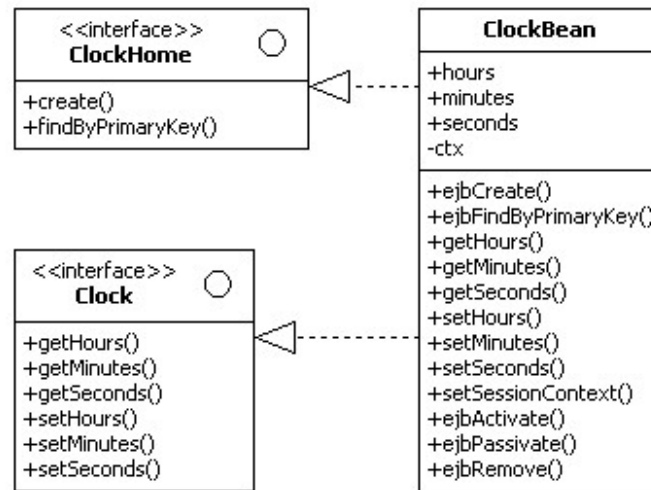 <<interface>>
ClockHome
+create()
+findByPrimaryKey()
<<interface>>
Clock
+getHours()
+getMinutes()
+getSeconds()
+setHours()
+setMinutes()
+setSeconds()
ClockBean
+hours
+minutes
+seconds
-ctx
+ejbCreate()
+ejbFindByPrimaryKey()
+getHours()
+getMinutes()
+getSeconds()
+setHours()
+setMinutes()
+setSeconds()
+setSessionContext()
+ejbActivate()
+ejbPassivate()
+ejbRemove()